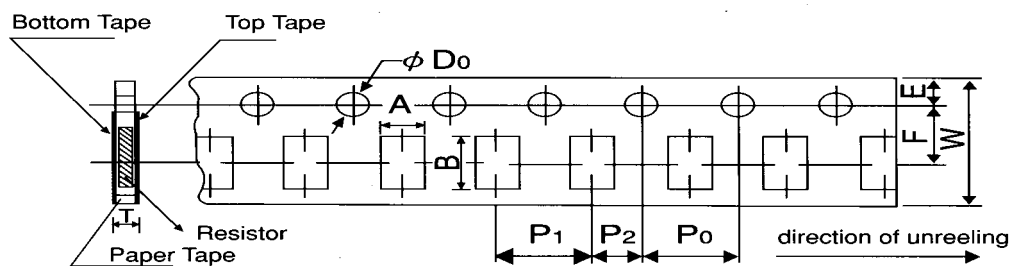 Bottom Tape
Top Tape
ϕ D0
A
B
E
F
W
T
Resistor
Paper Tape
P1
P2
P0
direction of unreeling